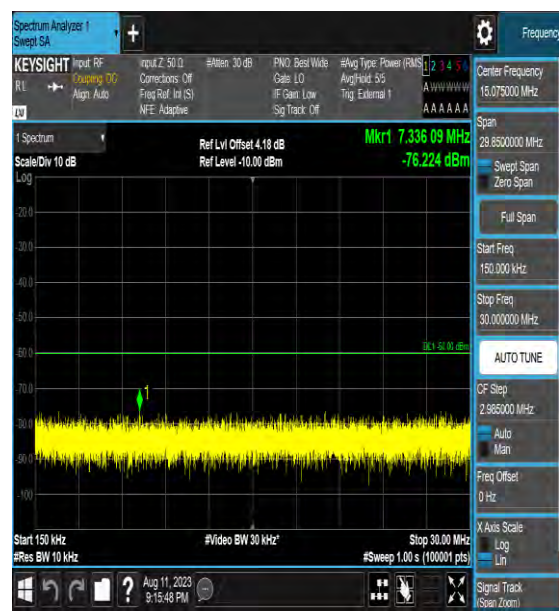 Spectrum Analyzer 1
Swept SA
+
Frequency
KEYSIGHT
RL
LW
Input: RF
Coupling: DC
Align: Auto
Input Z: 50 Ω
Corrections: Off
Freq Ref: Int (S)
NFE: Adaptive
#Atten: 30 dB
PNO: Best Wide
Gate: LO
IF Gain: Low
Sig Track: Off
#Avg Type: Power (RMS
Avg|Hold: 5/5
Trig: External 1
1 2 3 4 5 6
A W W W W W
A A A A A A
1 Spectrum
Scale/Div 10 dB
Log
Ref Lvl Offset 4.18 dB
Ref Level -10.00 dBm
Mkr1 7.336 09 MHz
-76.224 dBm
-20.0
-30.0
-40.0
-50.0
-60.0
-70.0
-80.0
-90.0
-100
1
Start 150 kHz
#Res BW 10 kHz
#Video BW 30 kHz*
Stop 30.00 MHz
#Sweep 1.00 s (100001 pts)
?
Aug 11, 2023
9:15:48 PM
Center Frequency
15.075000 MHz
Span
29.8500000 MHz
Swept Span
Zero Span
Full Span
Start Freq
150.000 kHz
Stop Freq
30.000000 MHz
AUTO TUNE
CF Step
2.985000 MHz
Auto
Man
Freq Offset
0 Hz
X Axis Scale
Log
Lin
Signal Track
(Span Zoom)